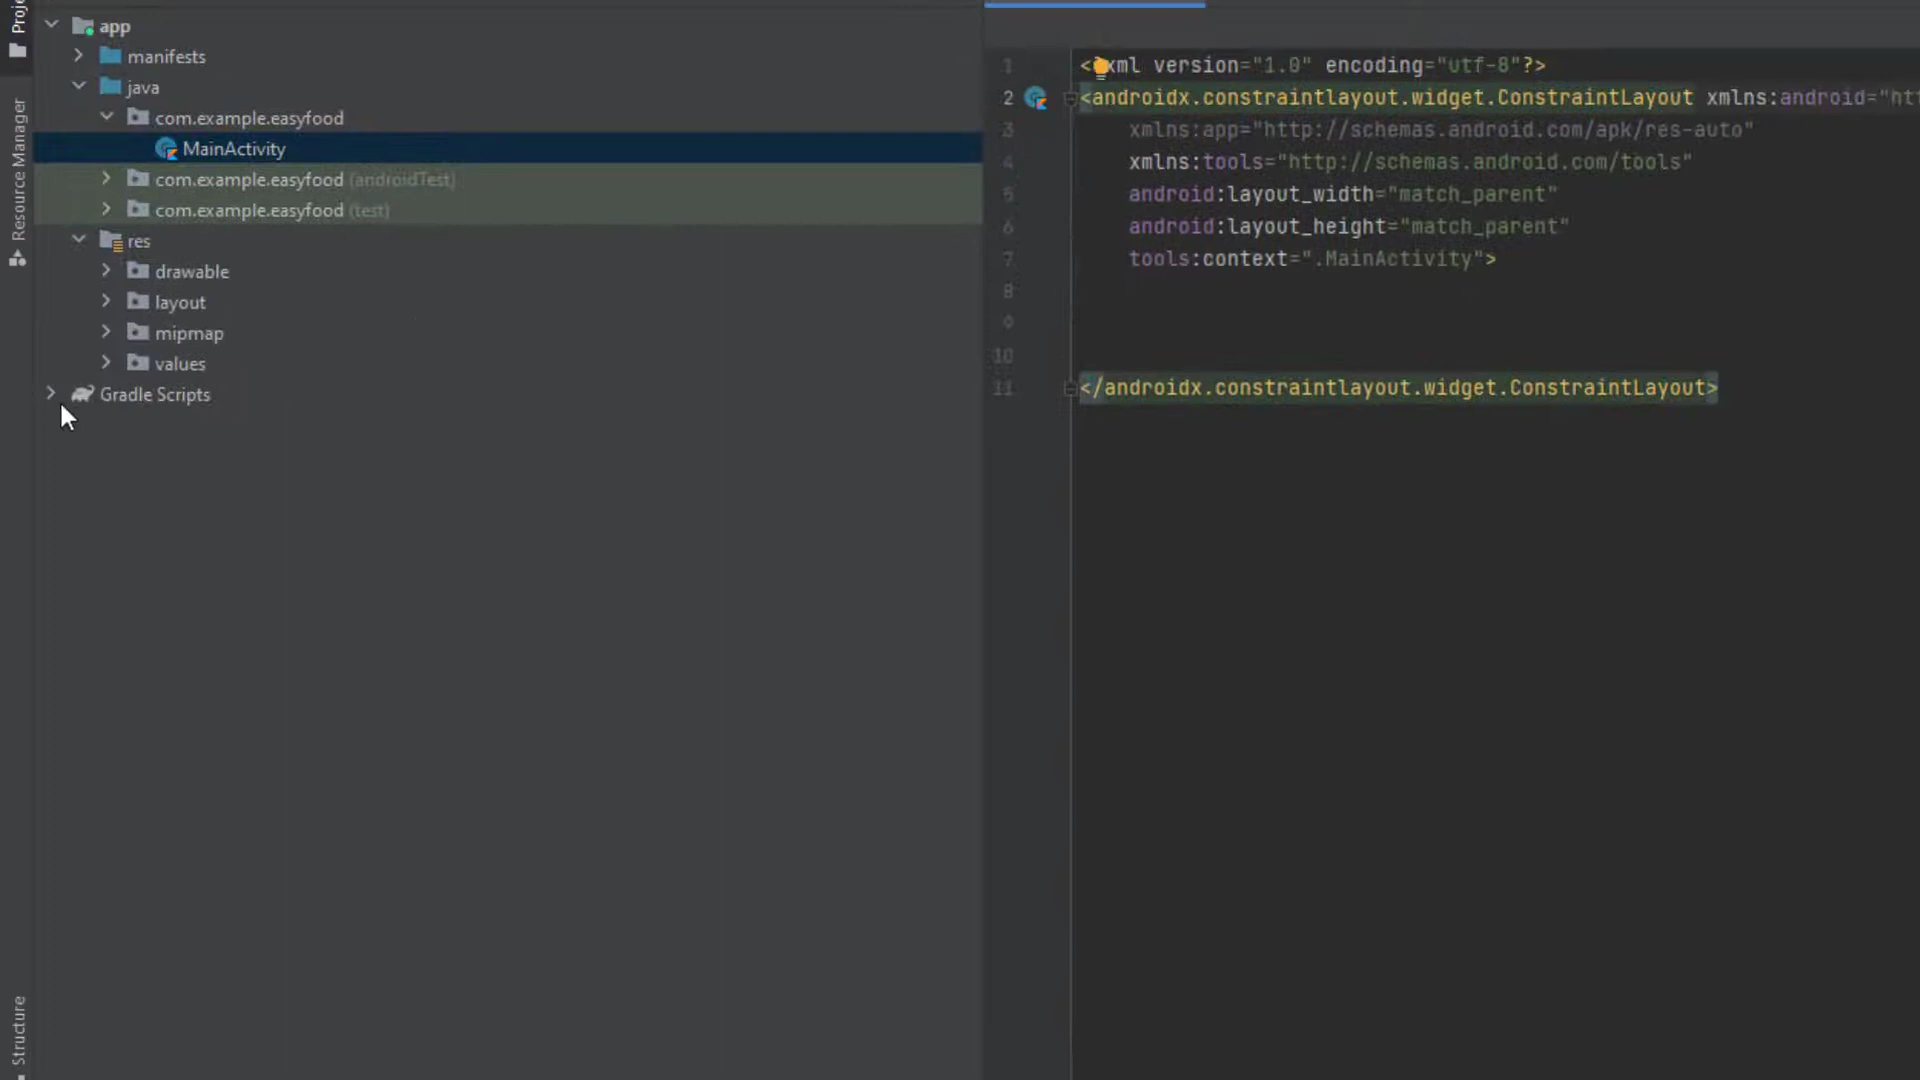 Proje
app
manifests
java
com.example.easyfood
MainActivity
com.example.easyfood (androidTest)
com.example.easyfood (test)
res
drawable
layout
mipmap
values
Gradle Scripts
Resource Manager
Structure
1 <?xml version="1.0" encoding="utf-8"?>
2 <androidx.constraintlayout.widget.ConstraintLayout xmlns:android="htt
3 xmlns:app="http://schemas.android.com/apk/res-auto"
4 xmlns:tools="http://schemas.android.com/tools"
5 android:layout_width="match_parent"
6 android:layout_height="match_parent"
7 tools:context=".MainActivity">
8
9
10
11 </androidx.constraintlayout.widget.ConstraintLayout>